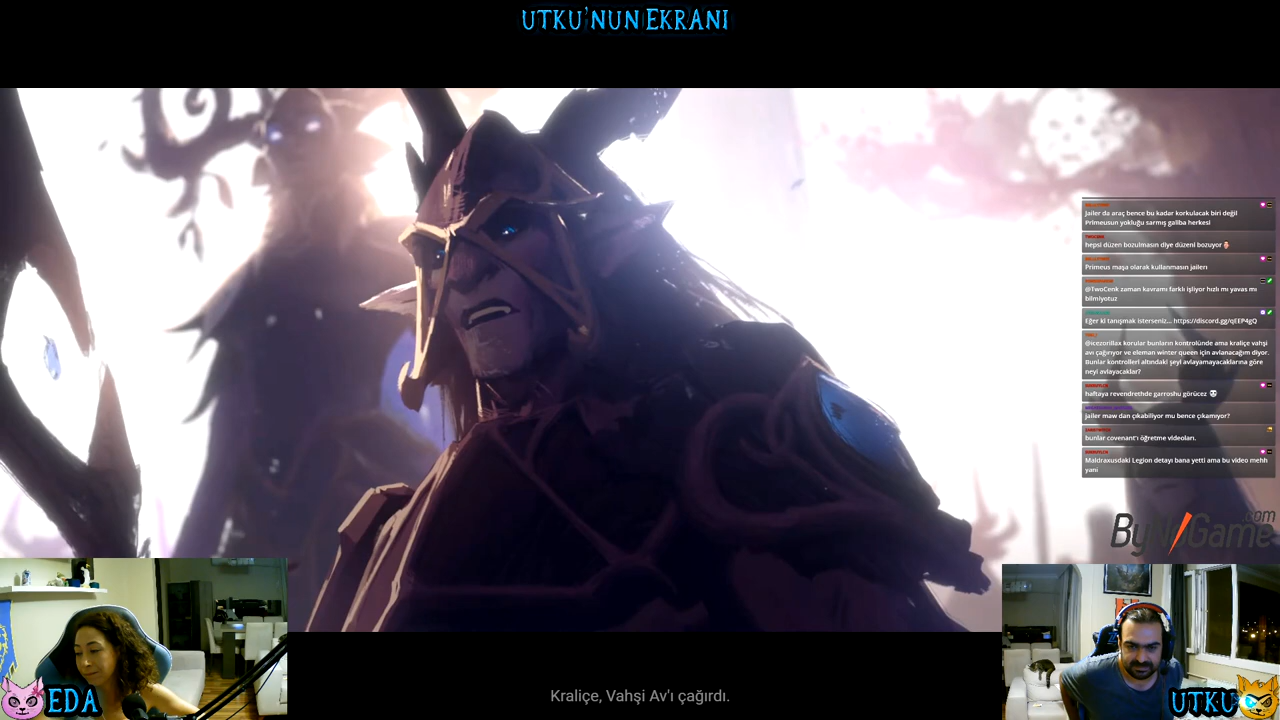 UTKU'NUN EKRANI
Jailer da araç bence bu kadar korkulacak biri değil
Primeusun yokluğu sarmış galiba herkesi
hepsi düzen bozulmasın diye düzeni bozuyor
Primeus maşa olarak kullanmasın jailerı
@TwoCenk zaman kavramı farklı işliyor hızlı mı yavas mı
bilmiyotuz
Eğer ki tanışmak isterseniz... https://discord.gg/qEEP4gQ
@icezorillax korular bunların kontrolünde ama kraliçe vahşi
avı çağırıyor ve eleman winter queen için avlanacağım diyor.
Bunlar kontrolleri altındaki şeyi avlayamayacaklarına göre
neyi avlayacaklar?
haftaya revendrethde garroshu görücez
jailer maw dan çıkabiliyor mu bence çıkamıyor?
bunlar covenant'ı öğretme videoları.
Maldraxusdaki Legion detayı bana yetti ama bu video mehh
yani
ByNoGame
.com
EDA
UTKU
Kraliçe, Vahşi Av'ı çağırdı.